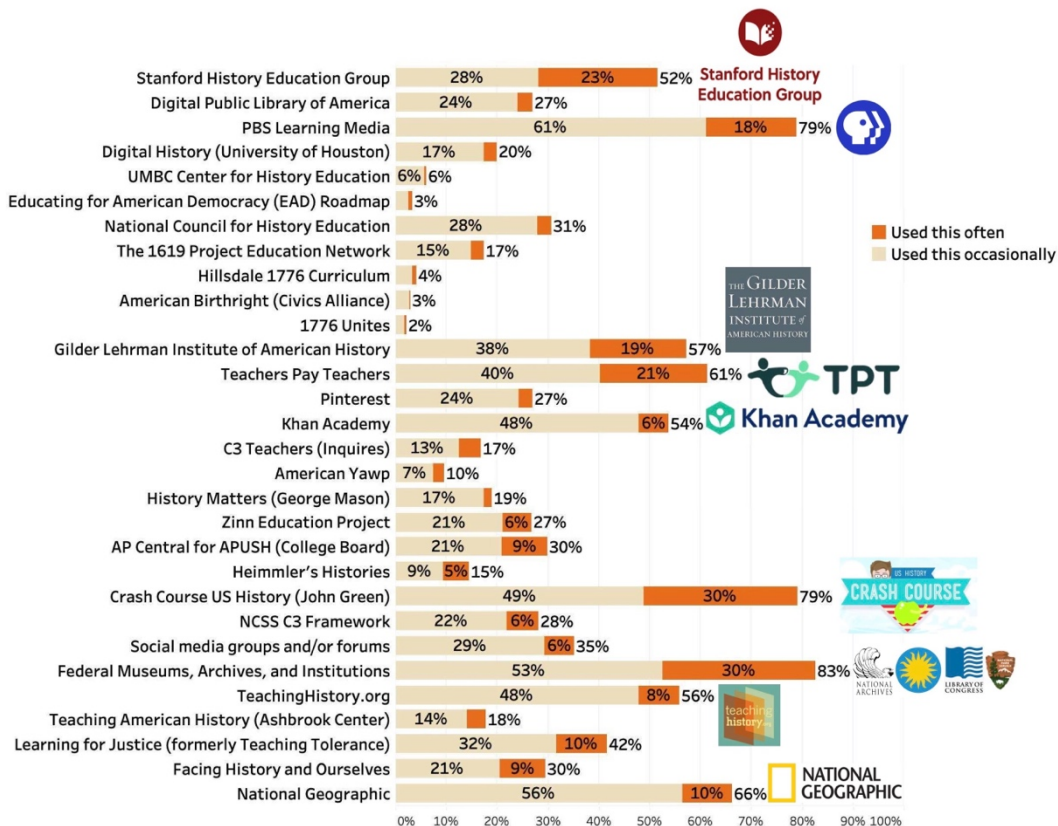 Stanford History Education Group 28% 23% 52%
Stanford History
Education Group
Digital Public Library of America 24% 27%
PBS Learning Media 61% 18% 79%
Digital History (University of Houston) 17% 20%
UMBC Center for History Education 6% 6%
Educating for American Democracy (EAD) Roadmap 3%
National Council for History Education 28% 31%
Used this often
The 1619 Project Education Network 15% 17%
Used this occasionally
Hillsdale 1776 Curriculum 4%
American Birthright (Civics Alliance) 3%
1776 Unites 2%
THE GILDER
LEHRMAN
INSTITUTE of
AMERICAN HISTORY
Gilder Lehrman Institute of American History 38% 19% 57%
Teachers Pay Teachers 40% 21% 61%
TPT
Pinterest 24% 27%
Khan Academy 48% 6% 54%
Khan Academy
C3 Teachers (Inquires) 13% 17%
American Yawp 7% 10%
History Matters (George Mason) 17% 19%
Zinn Education Project 21% 6% 27%
AP Central for APUSH (College Board) 21% 9% 30%
Heimmler's Histories 9% 5% 15%
Crash Course US History (John Green) 49% 30% 79%
US HISTORY
CRASH COURSE
NCSS C3 Framework 22% 6% 28%
Social media groups and/or forums 29% 6% 35%
Federal Museums, Archives, and Institutions 53% 30% 83%
NATIONAL
ARCHIVES
LIBRARY OF
CONGRESS
TeachingHistory.org 48% 8% 56%
teaching
history.org
Teaching American History (Ashbrook Center) 14% 18%
Learning for Justice (formerly Teaching Tolerance) 32% 10% 42%
Facing History and Ourselves 21% 9% 30%
National Geographic 56% 10% 66%
NATIONAL
GEOGRAPHIC
0% 10% 20% 30% 40% 50% 60% 70% 80% 90% 100%